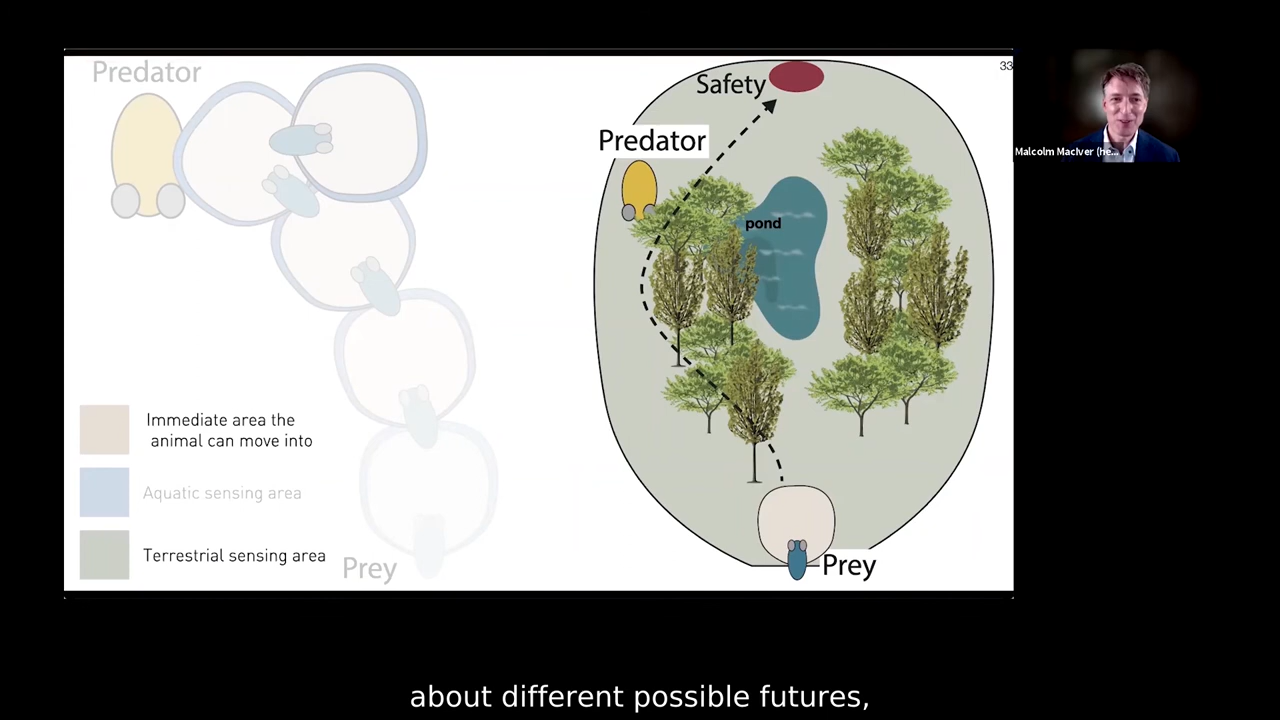 Predator
Safety
33
Predator
pond
Malcolm MacIver (he...
Immediate area the
animal can move into
Aquatic sensing area
Terrestrial sensing area
Prey
Prey
about different possible futures,